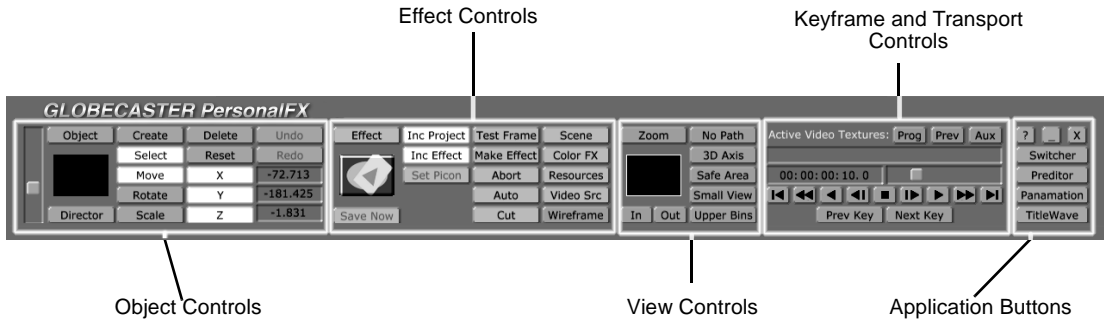 Effect Controls
Keyframe and Transport
Controls
GLOBECASTER PersonalFX
Object Create Delete Undo
Select Reset Redo
Move X -72.713
Rotate Y -181.425
Director Scale Z -1.831
Effect Inc Project Test Frame Scene
Inc Effect Make Effect Color FX
Set Picon Abort Resources
Auto Video Src
Save Now Cut Wireframe
Zoom No Path
3D Axis
Safe Area
Small View
In Out Upper Bins
Active Video Textures: Prog Prev Aux
00: 00: 00: 10. 0
Prev Key Next Key
? _ X
Switcher
Preditor
Panamation
TitleWave
Object Controls
View Controls
Application Buttons